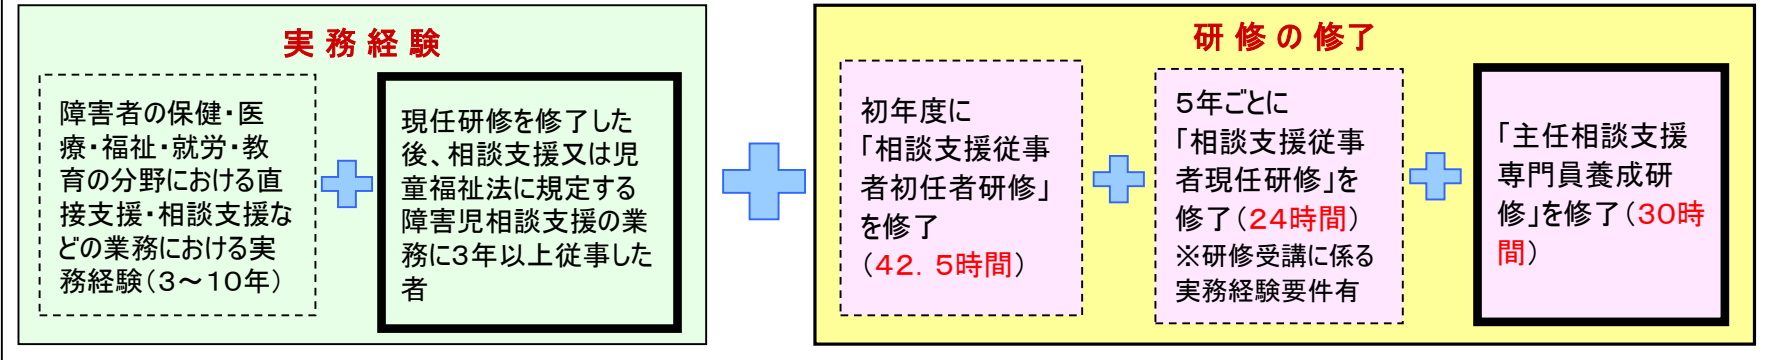 実務経験
障害者の保健・医
療・福祉・就労・教
育の分野における直
接支援・相談支援な
どの業務における実
務経験（３～１０年）
現任研修を修了した
後、相談支援又は児
童福祉法に規定する
障害児相談支援の業
務に３年以上従事した
者
研修の修了
初年度に
「相談支援従事
者初任者研修」
を修了
（４２．５時間）
５年ごとに
「相談支援従事
者現任研修」を
修了（２４時間）
※研修受講に係る
実務経験要件有
「主任相談支援
専門員養成研
修」を修了（３０時
間）